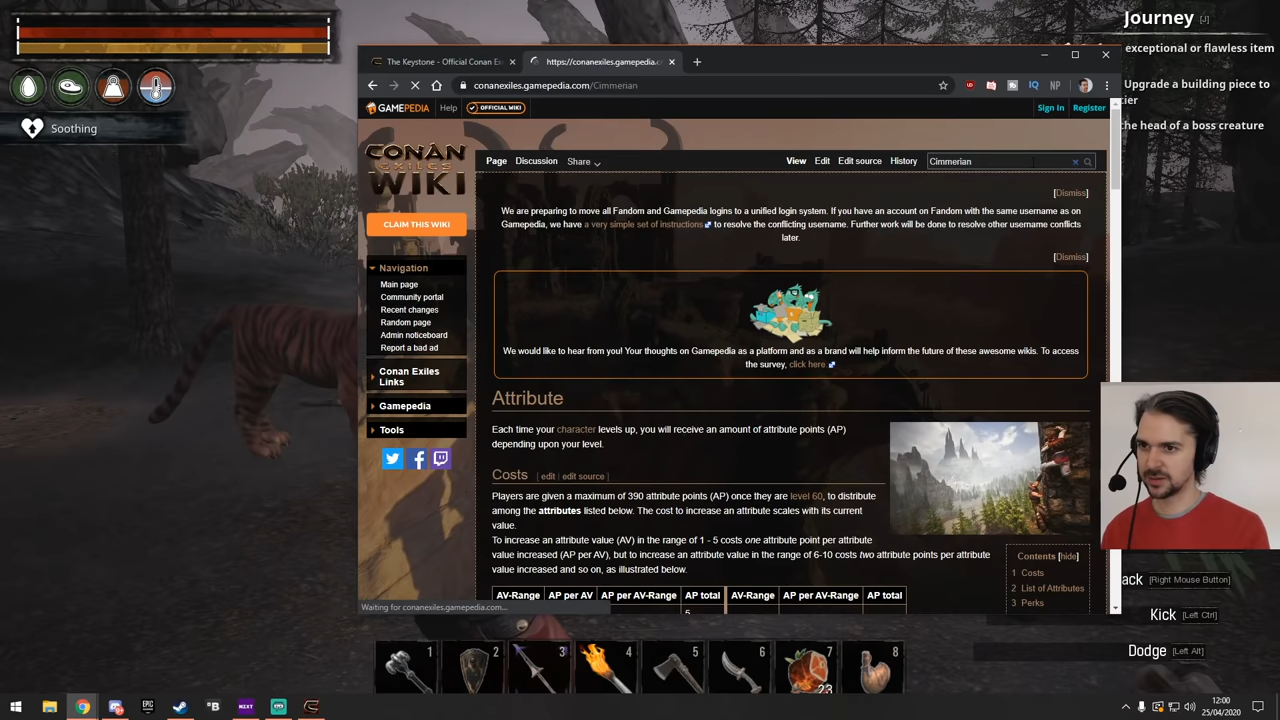 Journey [J]
exceptional or flawless item
Upgrade a building piece to
ier
the head of a boss creature
Soothing
The Keystone - Official Conan Ex
https://conanexiles.gamepedia.c
conanexiles.gamepedia.com/Cimmerian
GAMEPEDIA Help OFFICIAL WIKI Sign In Register
CONAN EXILES WIKI
Page Discussion Share View Edit Edit source History Cimmerian
[Dismiss]
We are preparing to move all Fandom and Gamepedia logins to a unified login system. If you have an account on Fandom with the same username as on
Gamepedia, we have a very simple set of instructions to resolve the conflicting username. Further work will be done to resolve other username conflicts
later.
[Dismiss]
We would like to hear from you! Your thoughts on Gamepedia as a platform and as a brand will help inform the future of these awesome wikis. To access
the survey, click here.
CLAIM THIS WIKI
Navigation
Main page
Community portal
Recent changes
Random page
Admin noticeboard
Report a bad ad
Conan Exiles
Links
Gamepedia
Tools
Attribute
Each time your character levels up, you will receive an amount of attribute points (AP)
depending upon your level.
Costs [ edit | edit source ]
Players are given a maximum of 390 attribute points (AP) once they are level 60, to distribute
among the attributes listed below. The cost to increase an attribute scales with its current
value.
To increase an attribute value (AV) in the range of 1 - 5 costs one attribute point per attribute
value increased (AP per AV), but to increase an attribute value in the range of 6-10 costs two attribute points per attribute
value increased and so on, as illustrated below.
Contents [hide]
1 Costs
2 List of Attributes
3 Perks
AV-Range AP per AV AP per AV-Range AP total AV-Range AP per AV-Range AP total
5
Waiting for conanexiles.gamepedia.com...
ack [Right Mouse Button]
Kick [Left Ctrl]
Dodge [Left Alt]
1 2 3 4 5 6 7 8
23
12:00
25/04/2020